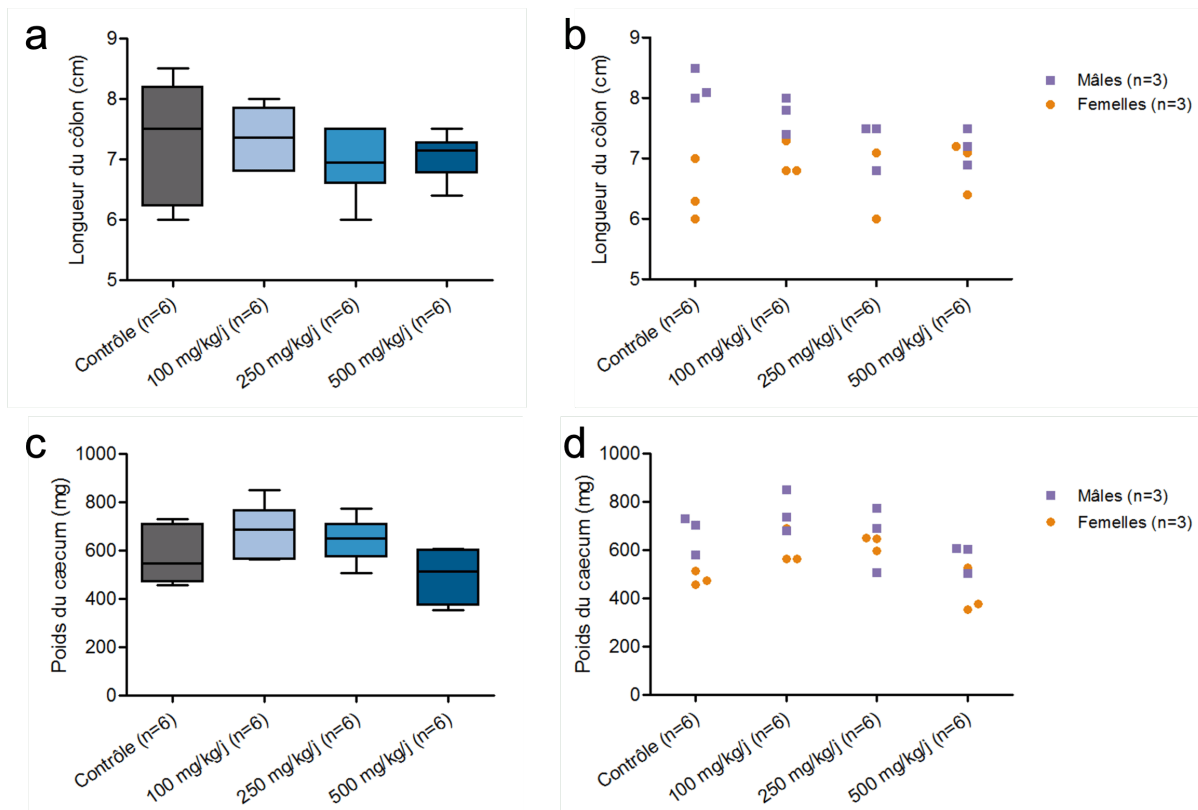 a
Longueur du côlon (cm)
9
8
7
6
5
Contrôle (n=6)
100 mg/kg/j (n=6)
250 mg/kg/j (n=6)
500 mg/kg/j (n=6)
b
Longueur du côlon (cm)
9
8
7
6
5
Contrôle (n=6)
100 mg/kg/j (n=6)
250 mg/kg/j (n=6)
500 mg/kg/j (n=6)
Mâles (n=3)
Femelles (n=3)
c
Poids du cæcum (mg)
1000
800
600
400
200
0
Contrôle (n=6)
100 mg/kg/j (n=6)
250 mg/kg/j (n=6)
500 mg/kg/j (n=6)
d
Poids du caecum (mg)
1000
800
600
400
200
0
Contrôle (n=6)
100 mg/kg/j (n=6)
250 mg/kg/j (n=6)
500 mg/kg/j (n=6)
Mâles (n=3)
Femelles (n=3)